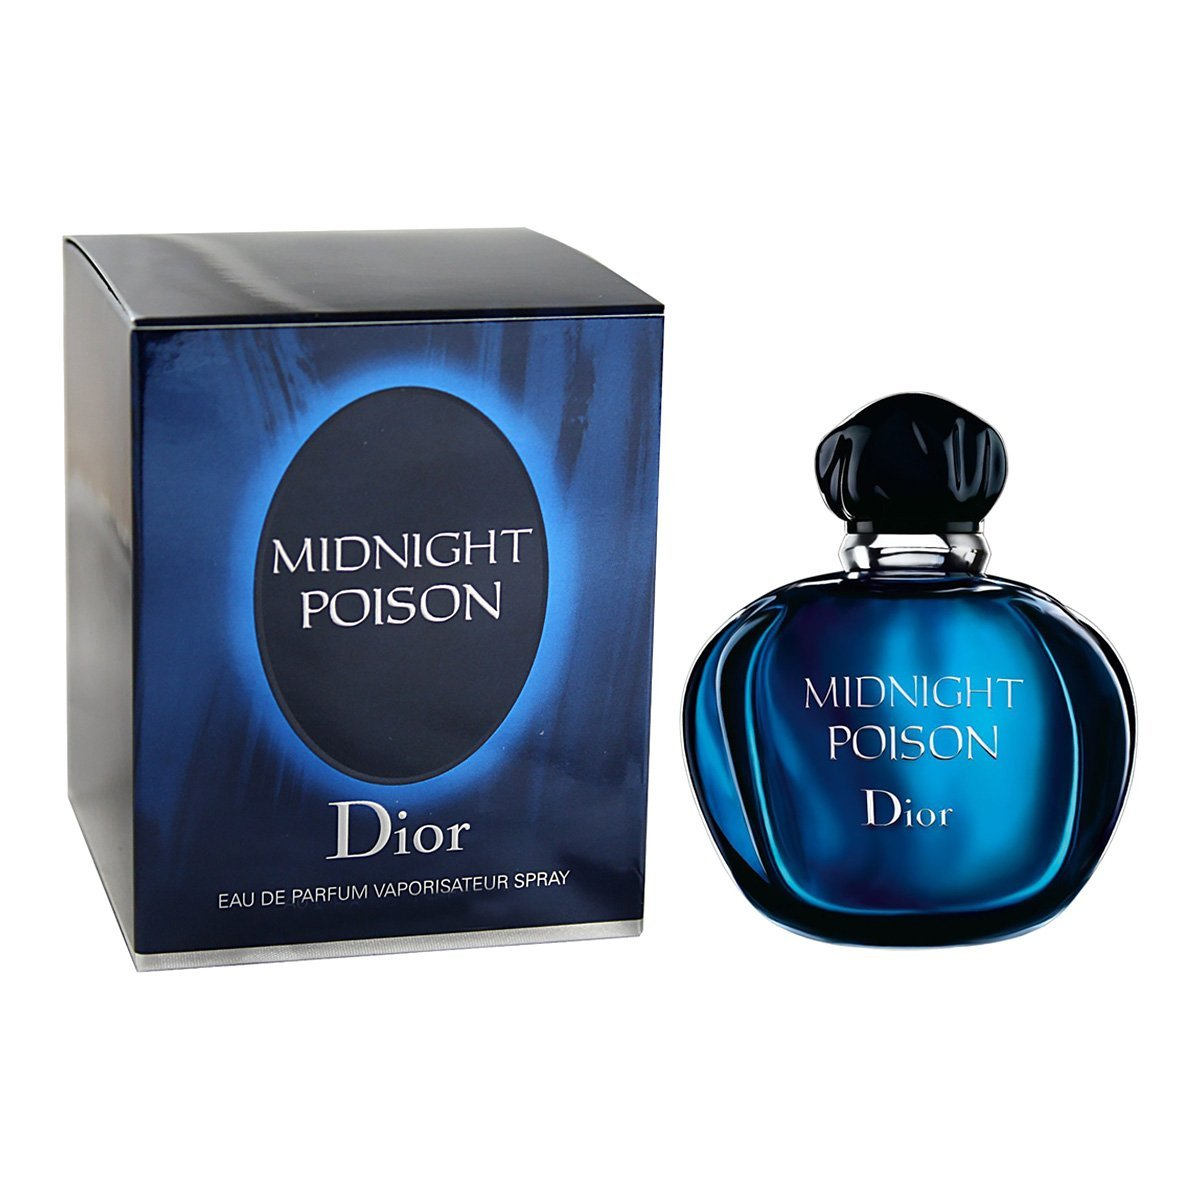 MIDNIGHT
POISON
Dior
EAU DE PARFUM VAPORISATEUR SPRAY
MIDNIGHT
POISON
Dior